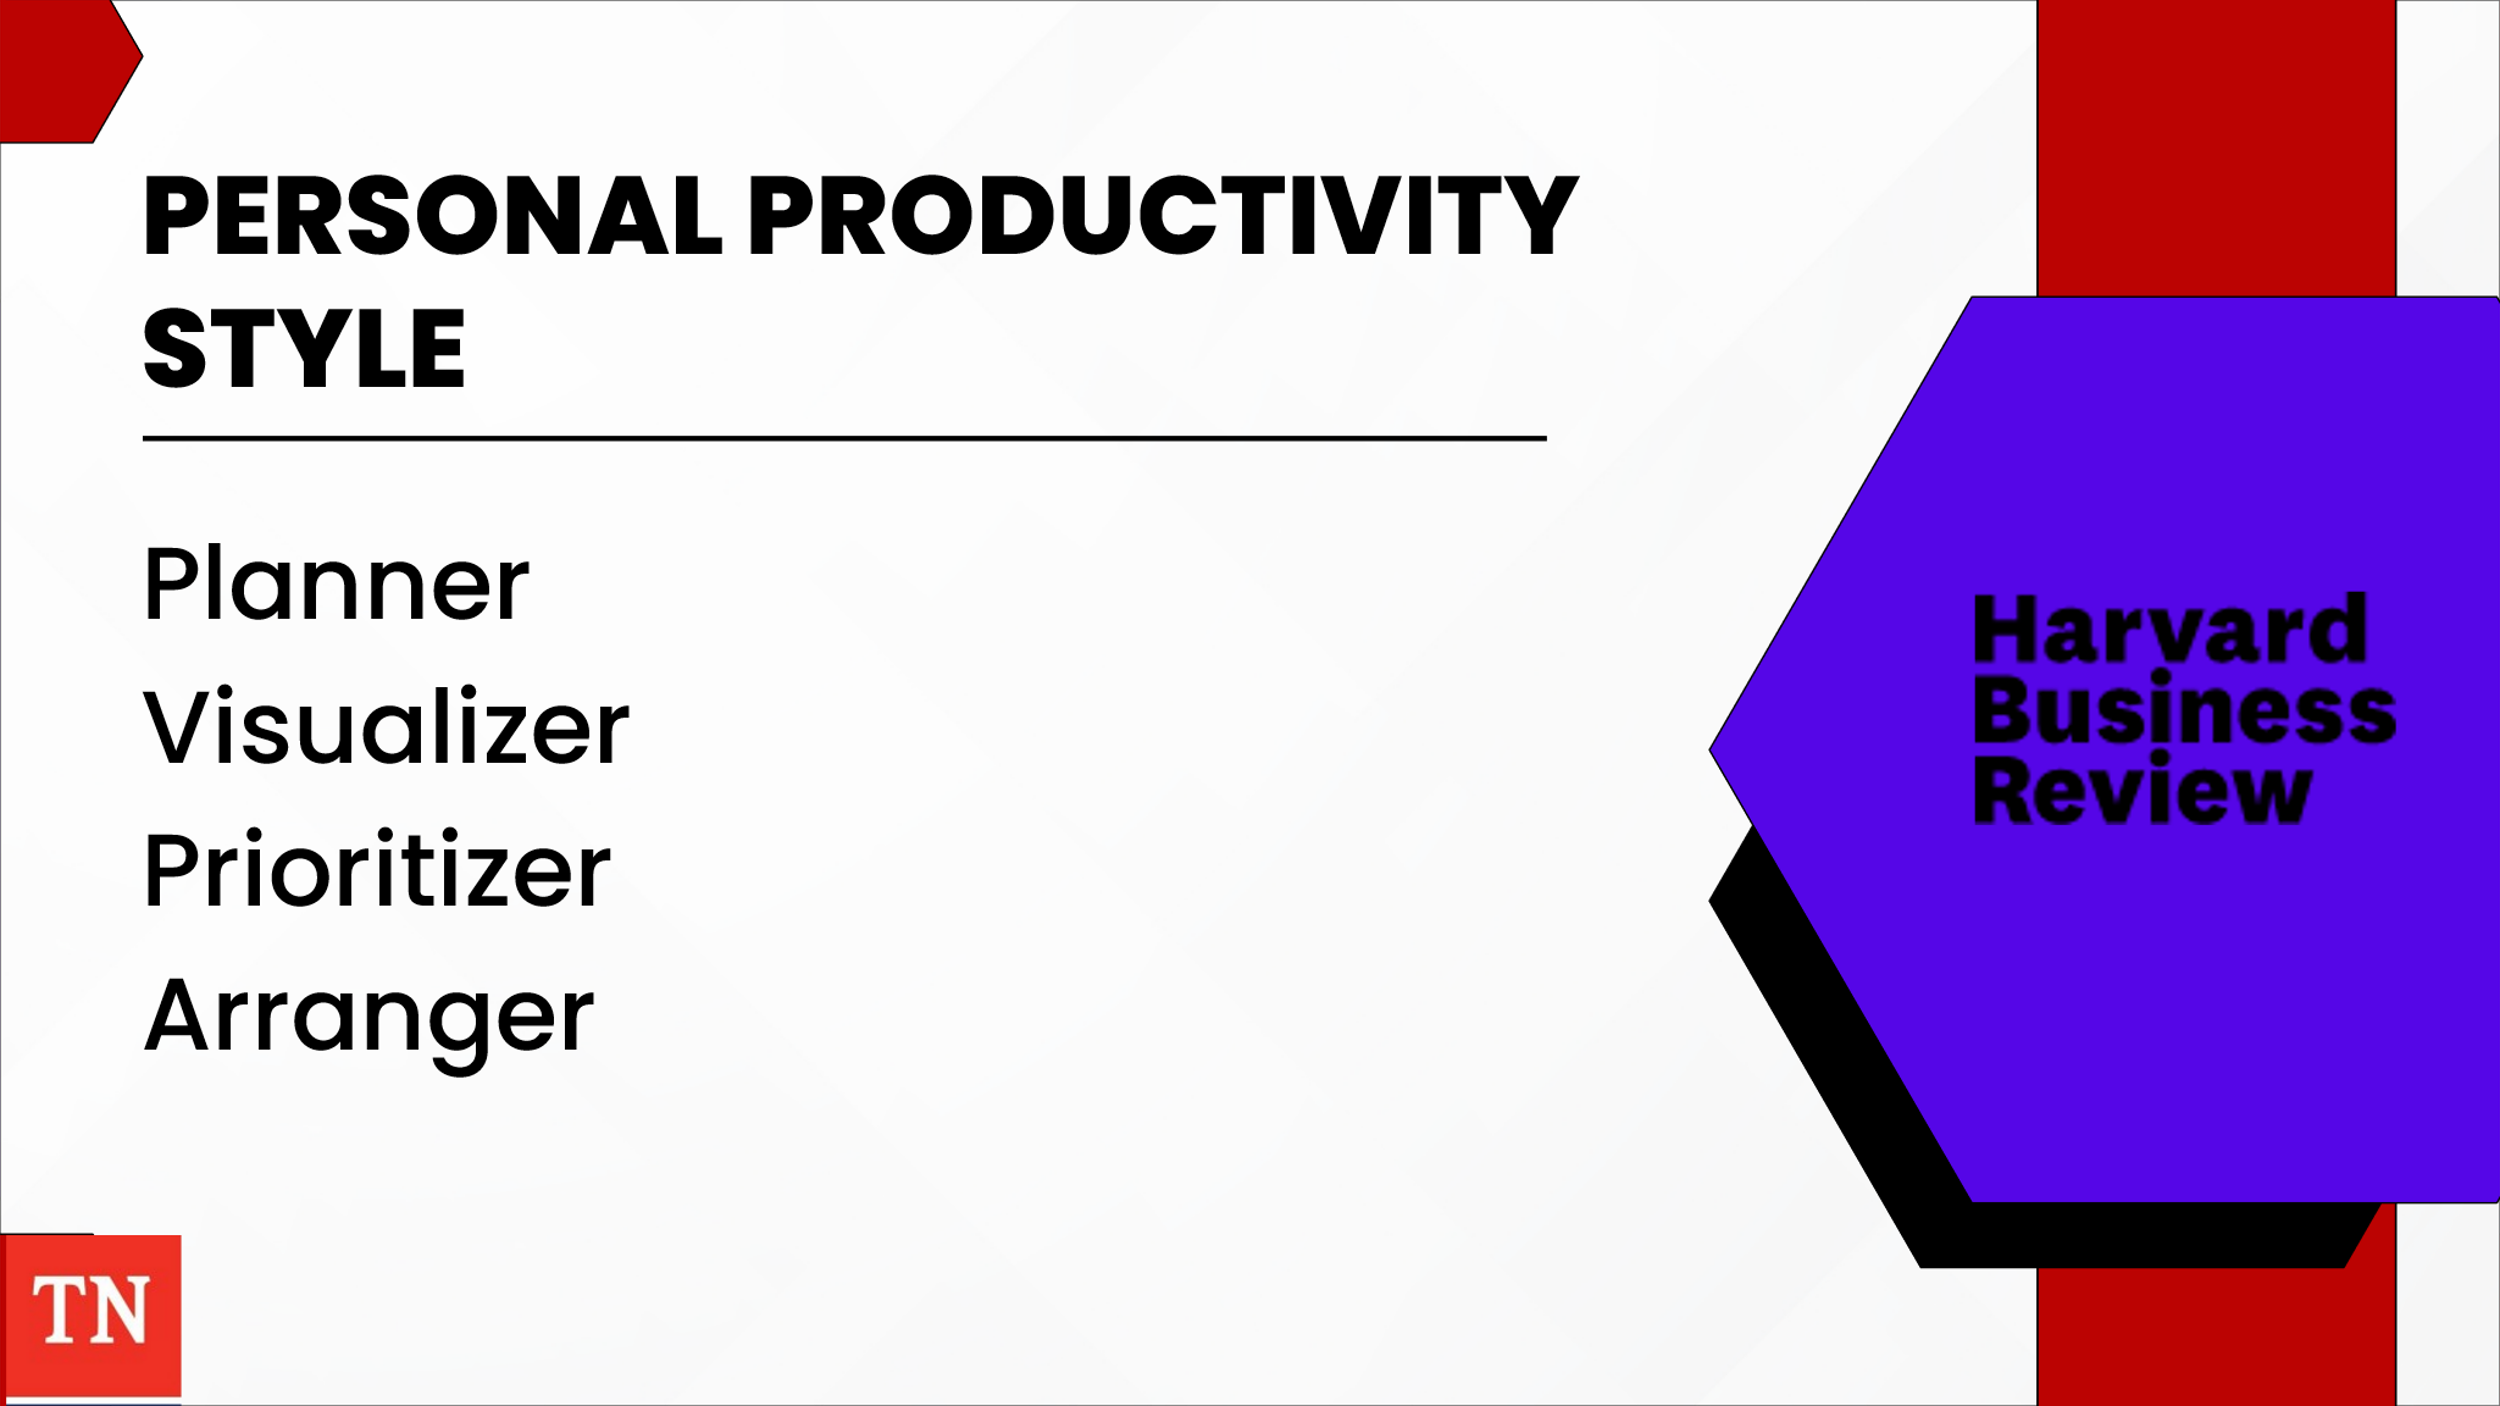 PERSONAL PRODUCTIVITY
STYLE
Planner
Visualizer
Prioritizer
Arranger
Harvard
Business
Review
TN